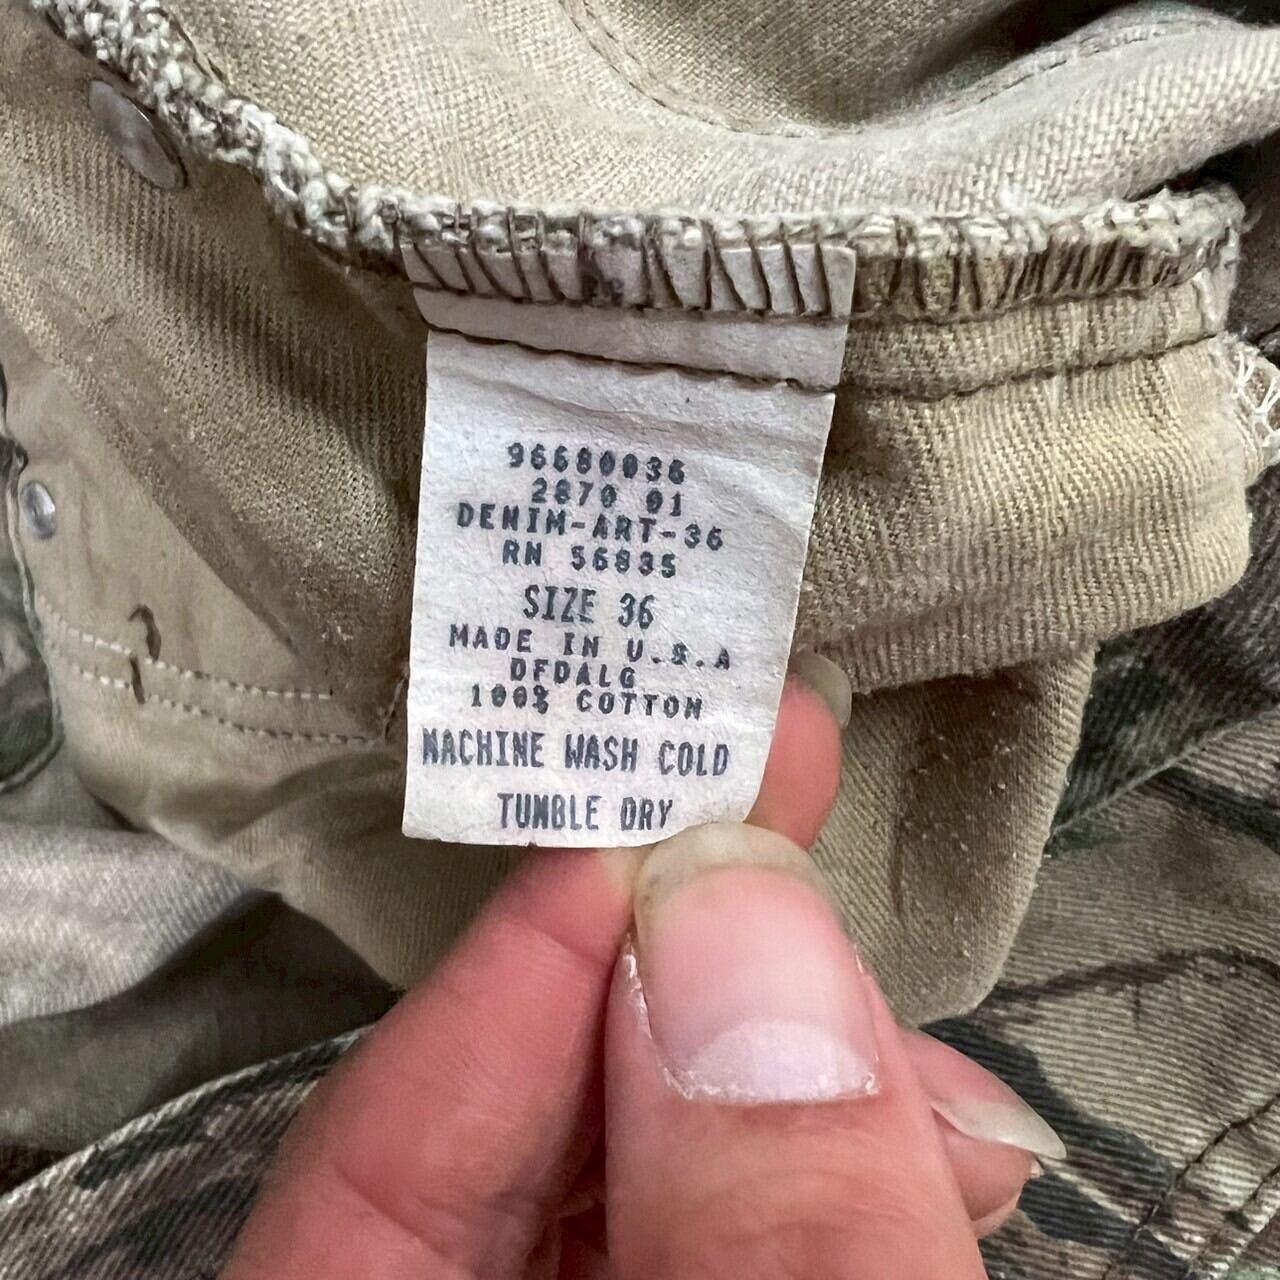 96680036
2870 01
DENIM-ART-36
RN 56835
SIZE 36
MADE IN U.S.A
DFDALG
100% COTTON
MACHINE WASH COLD
TUMBLE DRY